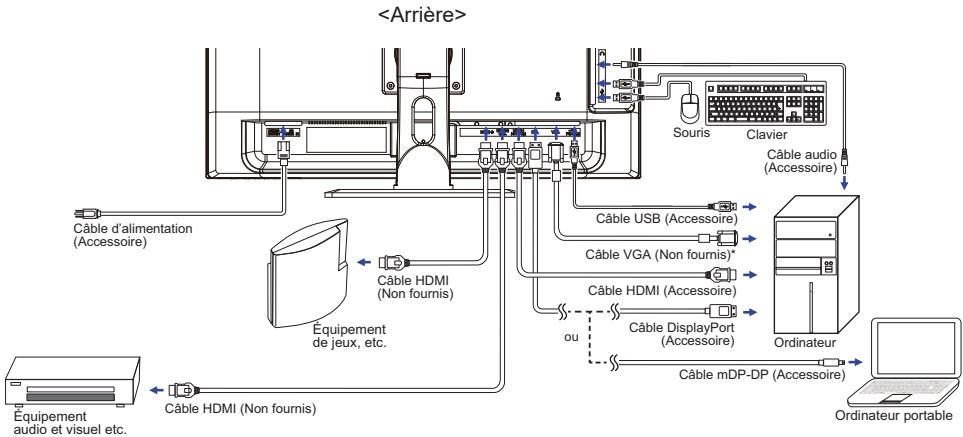 <Arrière>
Souris
Clavier
Câble audio
(Accessoire)
Câble d'alimentation
(Accessoire)
Câble USB (Accessoire)
Câble VGA (Non fournis)*
Câble HDMI
(Non fournis)
Câble HDMI (Accessoire)
Équipement
de jeux, etc.
ou
Câble DisplayPort
(Accessoire)
Ordinateur
Câble mDP-DP (Accessoire)
Câble HDMI (Non fournis)
Équipement
audio et visuel etc.
Ordinateur portable